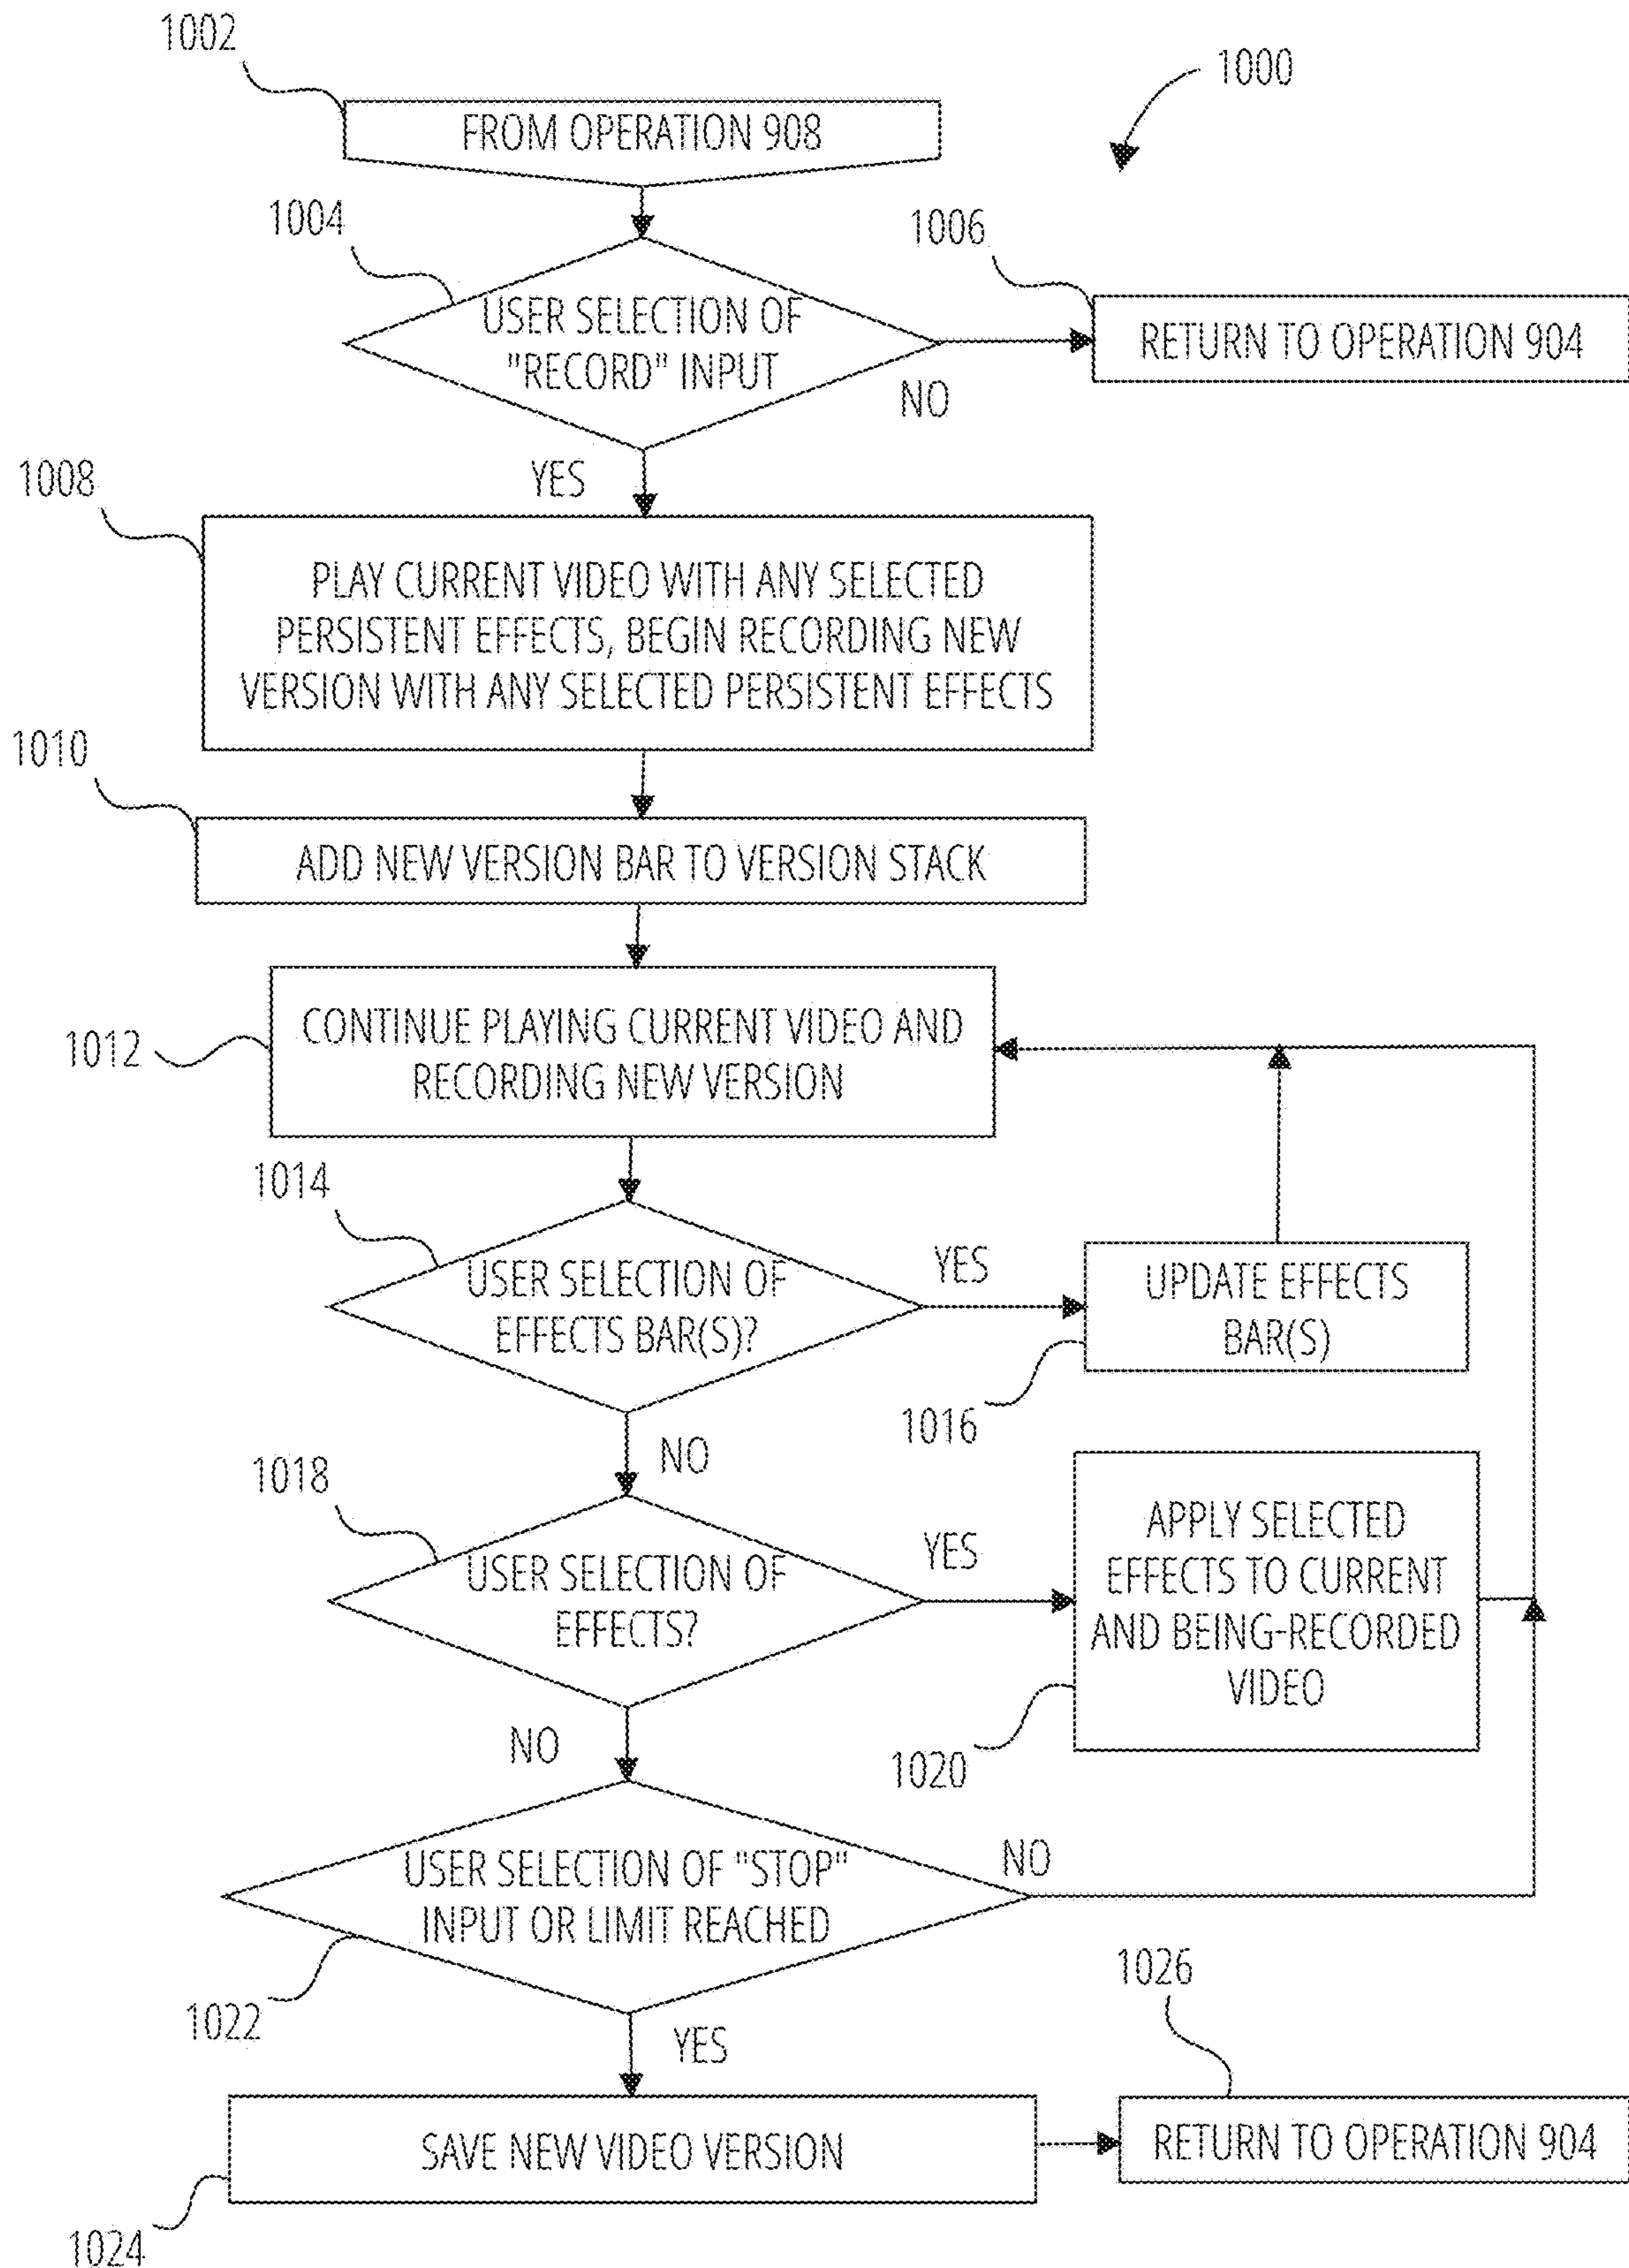 1002
1000
FROM OPERATION 908
1004
1006
USER SELECTION OF
"RECORD" INPUT
RETURN TO OPERATION 904
NO
YES
1008
PLAY CURRENT VIDEO WITH ANY SELECTED
PERSISTENT EFFECTS, BEGIN RECORDING NEW
VERSION WITH ANY SELECTED PERSISTENT EFFECTS
1010
ADD NEW VERSION BAR TO VERSION STACK
1012
CONTINUE PLAYING CURRENT VIDEO AND
RECORDING NEW VERSION
1014
USER SELECTION OF
EFFECTS BAR(S)?
YES
UPDATE EFFECTS
BAR(S)
1016
NO
1018
USER SELECTION OF
EFFECTS?
YES
APPLY SELECTED
EFFECTS TO CURRENT
AND BEING-RECORDED
VIDEO
1020
NO
USER SELECTION OF "STOP"
INPUT OR LIMIT REACHED
NO
1022
YES
1026
SAVE NEW VIDEO VERSION
RETURN TO OPERATION 904
1024